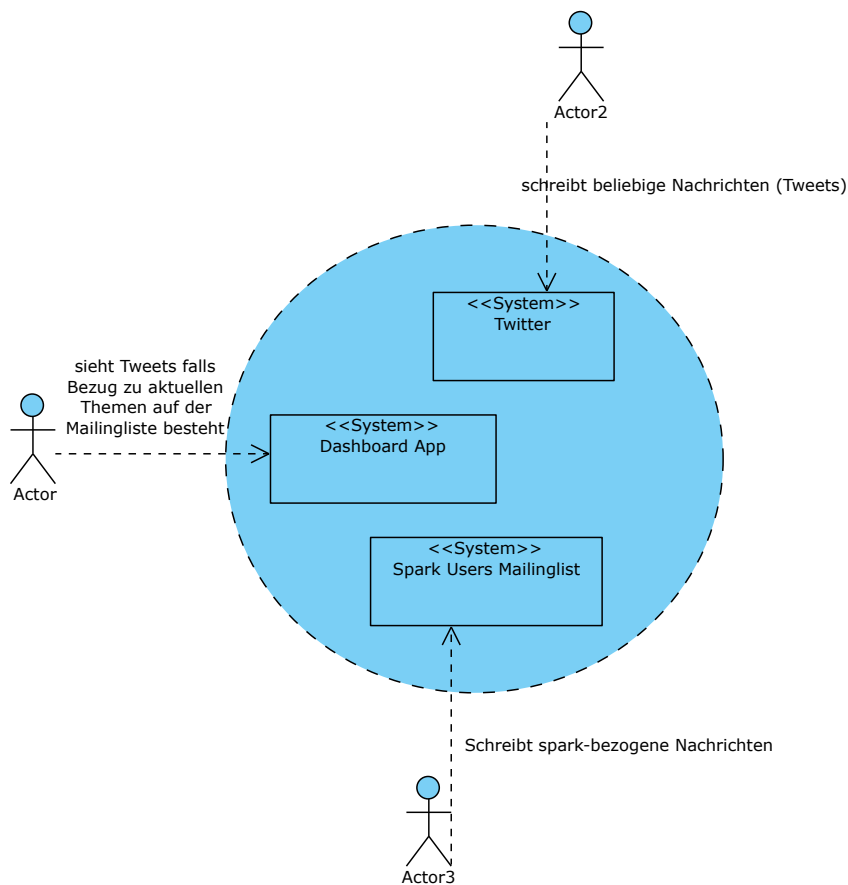 Actor2
schreibt beliebige Nachrichten (Tweets)
<<System>>
Twitter
sieht Tweets falls
Bezug zu aktuellen
Themen auf der
Mailingliste besteht
Actor
<<System>>
Dashboard App
<<System>>
Spark Users Mailinglist
Schreibt spark-bezogene Nachrichten
Actor3